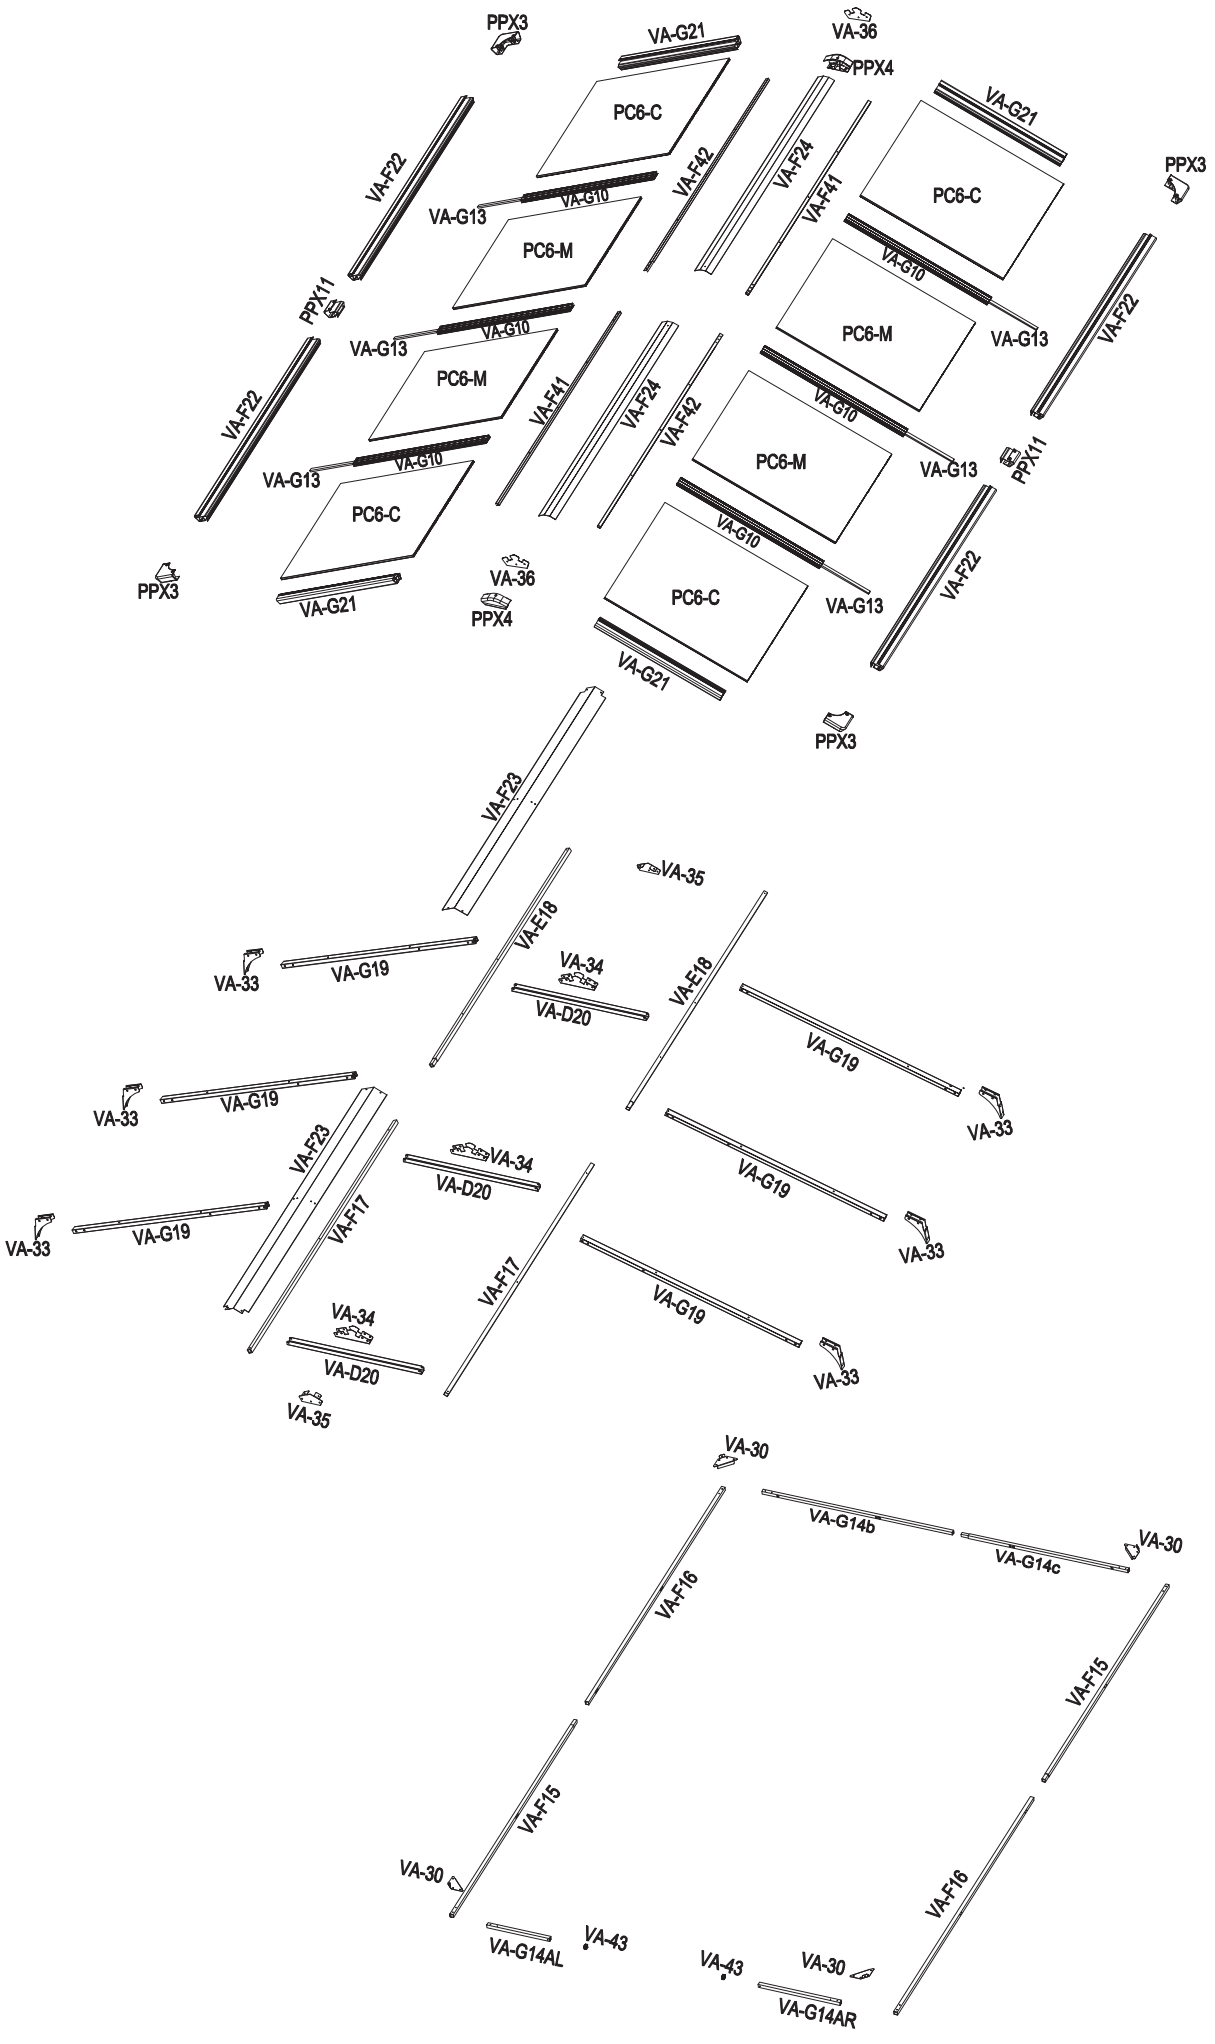 PPX3
VA-36
VA-G21
PPX4
VA-G21
PC6-C
VA-F42
VA-F24
VA-F22
PPX3
VA-F41
PC6-C
VA-G10
VA-G13
PC6-M
VA-G10
PPX11
VA-F22
VA-G10
VA-G13
PC6-M
VA-G13
PC6-M
VA-F41
VA-F24
VA-F42
VA-F22
VA-G10
PPX11
VA-G10
VA-G13
PC6-M
VA-G13
PC6-C
VA-G10
VA-36
VA-F22
PPX3
VA-G21
PPX4
PC6-C
VA-G13
VA-G21
PPX3
VA-F23
VA-35
VA-E18
VA-34
VA-33
VA-G19
VA-E18
VA-D20
VA-G19
VA-33
VA-G19
VA-33
VA-F23
VA-34
VA-D20
VA-G19
VA-33
VA-G19
VA-F17
VA-33
VA-F17
VA-G19
VA-34
VA-D20
VA-33
VA-35
VA-30
VA-G14b
VA-30
VA-G14c
VA-F16
VA-F15
VA-F15
VA-30
VA-F16
VA-43
VA-G14AL
VA-43
VA-30
VA-G14AR